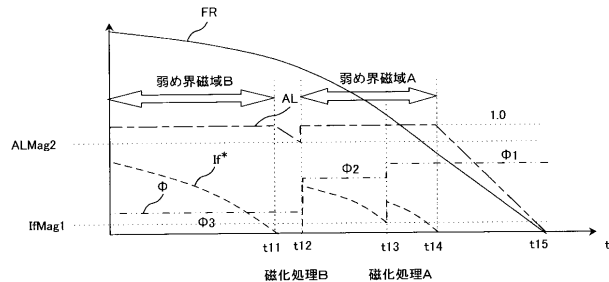 FR
弱め界磁域B
弱め界磁域A
AL
1.0
ALMag2
If*
Φ
Φ2
Φ1
IfMag1
Φ3
t11
t12
t13
t14
t15
t
磁化処理B
磁化処理A